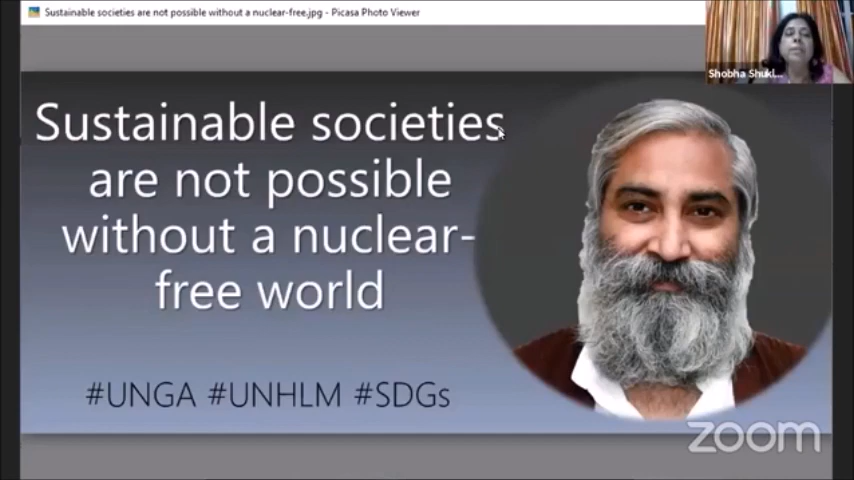 Sustainable societies are not possible without a nuclear-free.jpg - Picasa Photo Viewer
Shobha Shukl...
Sustainable societies
are not possible
without a nuclear-
free world
#UNGA #UNHLM #SDGs
zoom